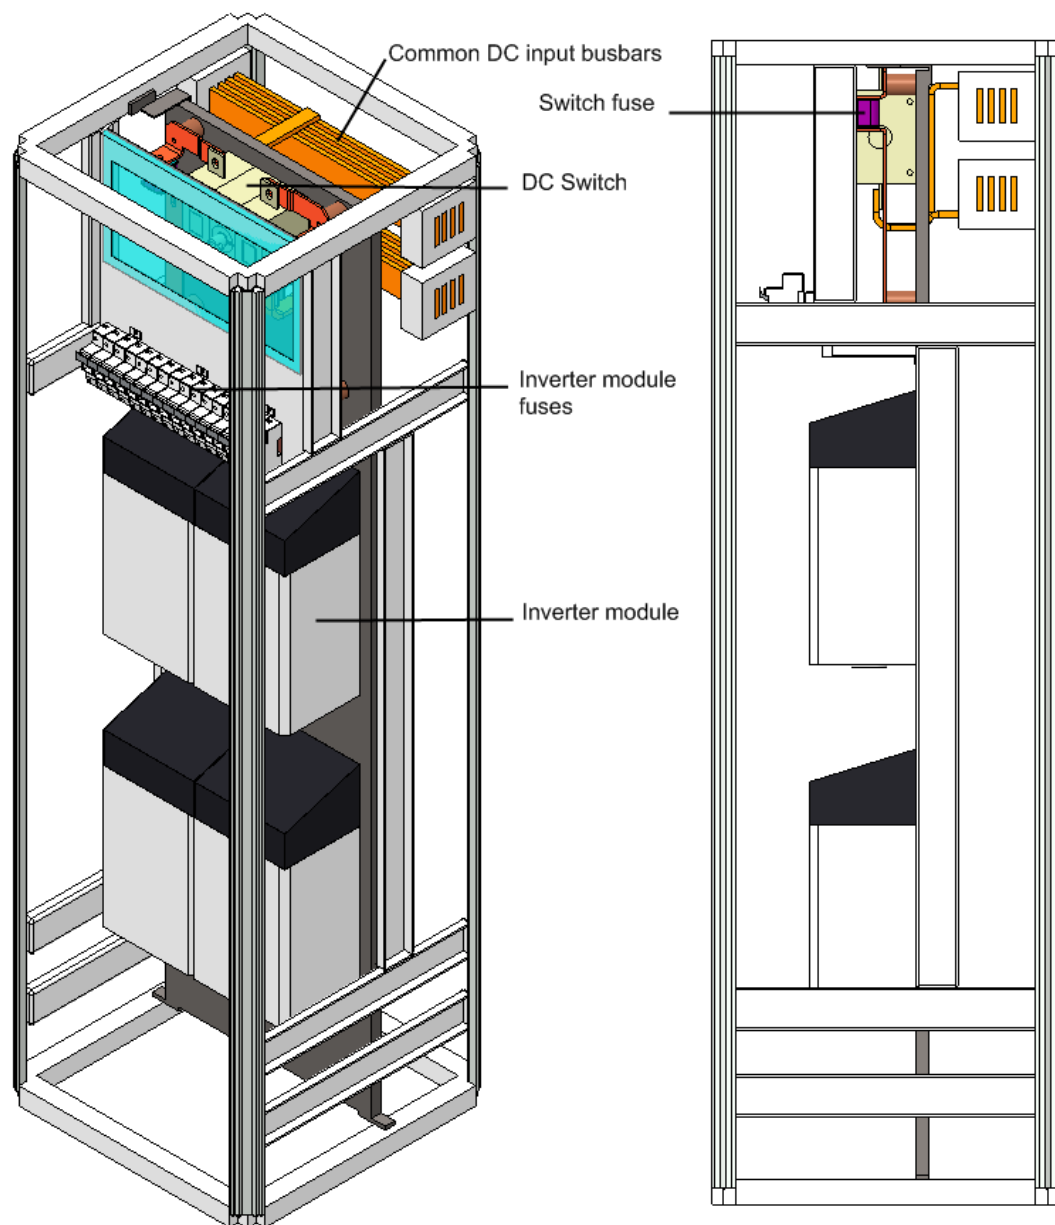 Common DC input busbars
Switch fuse
DC Switch
Inverter module
fuses
Inverter module